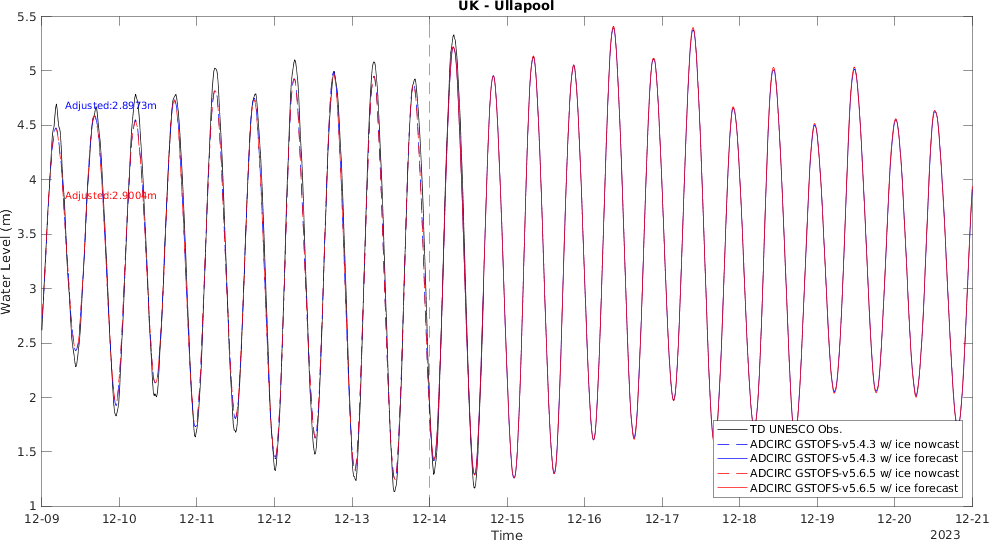 UK - Ullapool
5.5
5
4.5
4
3.5
3
2.5
2
1.5
1
Water Level (m)
Adjusted:2.8973m
Adjusted:2.9004m
TD UNESCO Obs.
ADCIRC GSTOFS-v5.4.3 w/ ice nowcast
ADCIRC GSTOFS-v5.4.3 w/ ice forecast
ADCIRC GSTOFS-v5.6.5 w/ ice nowcast
ADCIRC GSTOFS-v5.6.5 w/ ice forecast
12-09 12-10 12-11 12-12 12-13 12-14 12-15 12-16 12-17 12-18 12-19 12-20 12-21
Time
2023